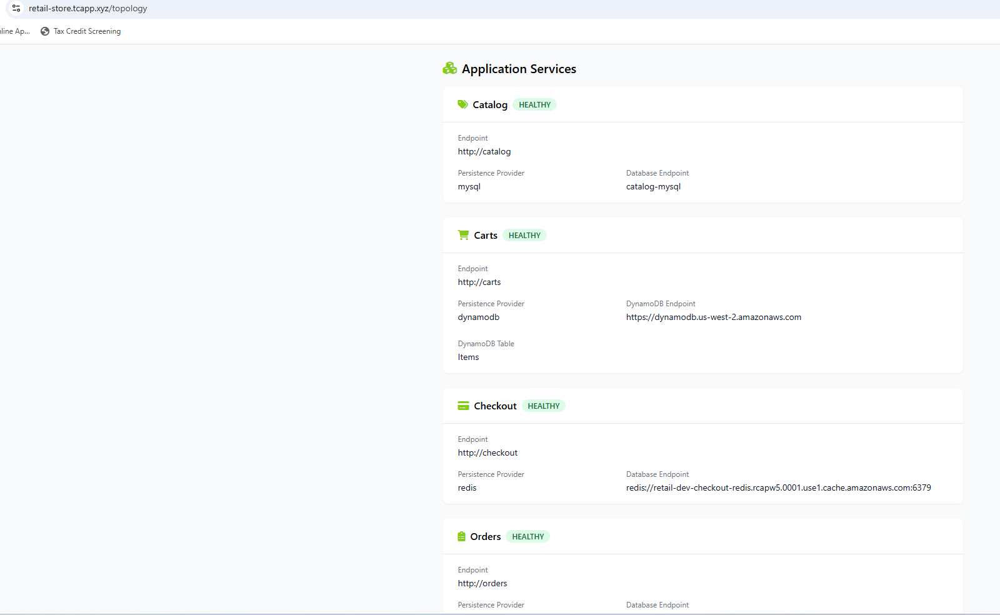 retail-store.tcapp.xyz/topology
nline Ap...
Tax Credit Screening
Application Services
Catalog HEALTHY
Endpoint
http://catalog
Persistence Provider Database Endpoint
mysql catalog-mysql
Carts HEALTHY
Endpoint
http://carts
Persistence Provider DynamoDB Endpoint
dynamodb https://dynamodb.us-west-2.amazonaws.com
DynamoDB Table
Items
Checkout HEALTHY
Endpoint
http://checkout
Persistence Provider Database Endpoint
redis redis://retail-dev-checkout-redis.rcapw5.0001.use1.cache.amazonaws.com:6379
Orders HEALTHY
Endpoint
http://orders
Persistence Provider Database Endpoint